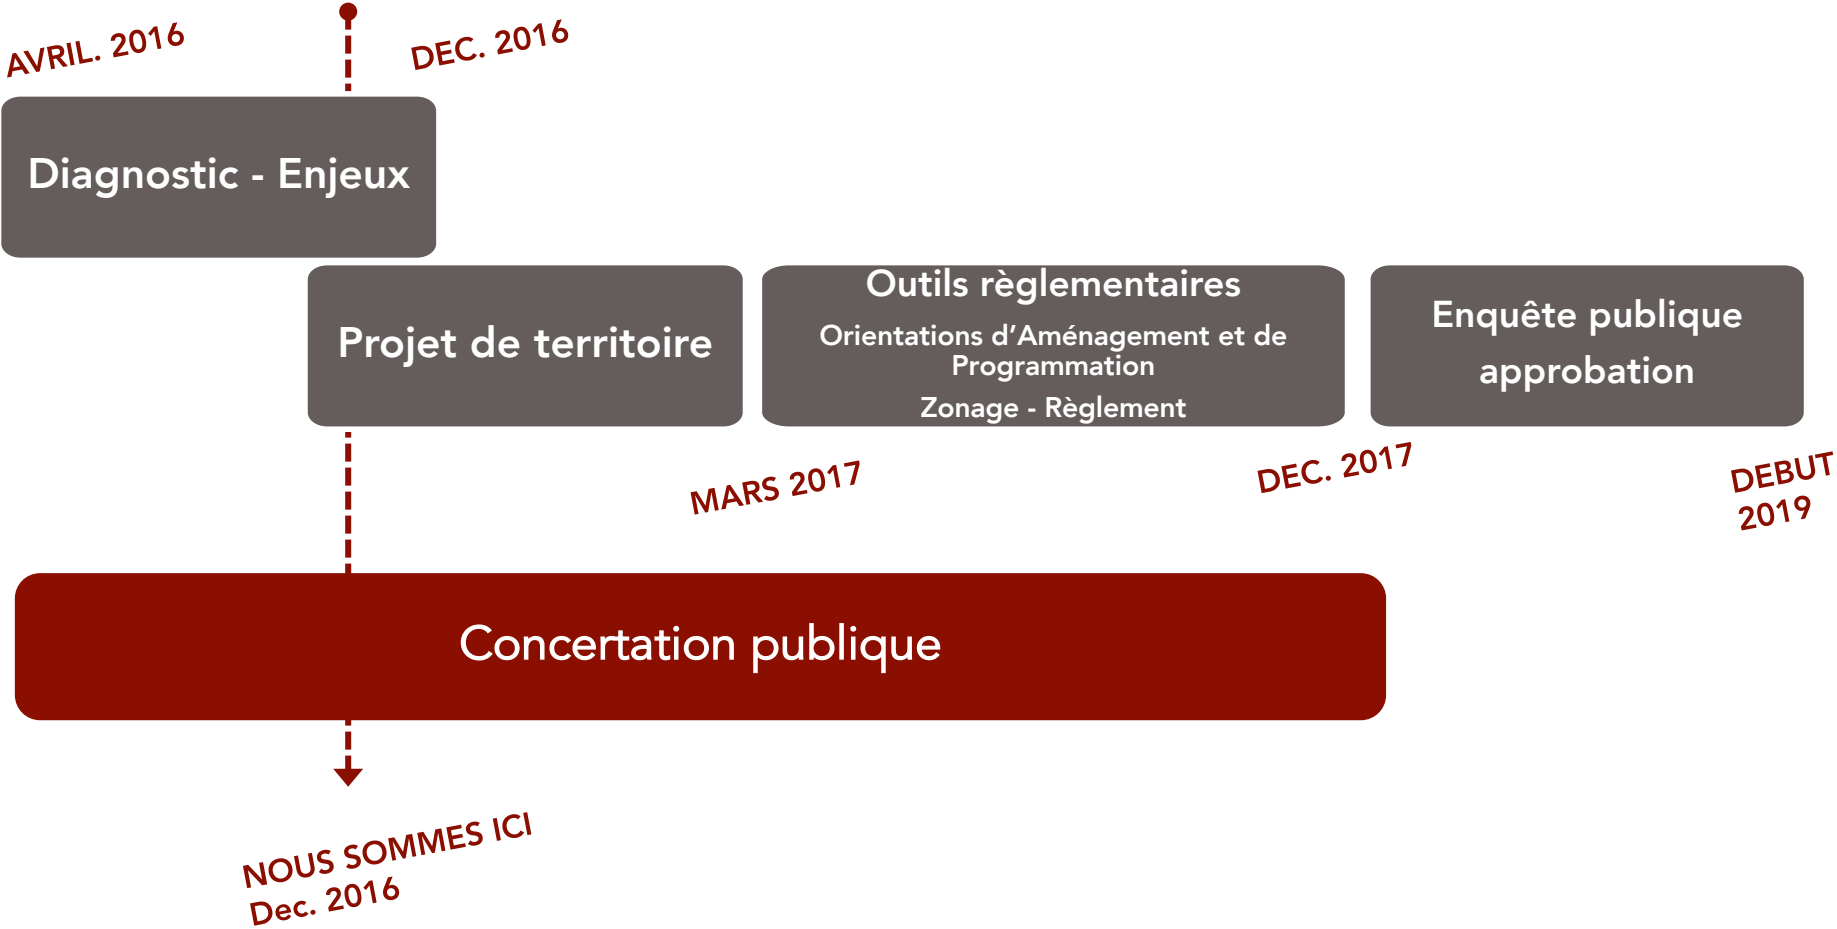 AVRIL. 2016
DEC. 2016
Diagnostic - Enjeux
Projet de territoire
Outils règlementaires
Orientations d’Aménagement et de
Programmation
Zonage - Règlement
Enquête publique
approbation
MARS 2017
DEC. 2017
DEBUT
2019
Concertation publique
NOUS SOMMES ICI
Dec. 2016